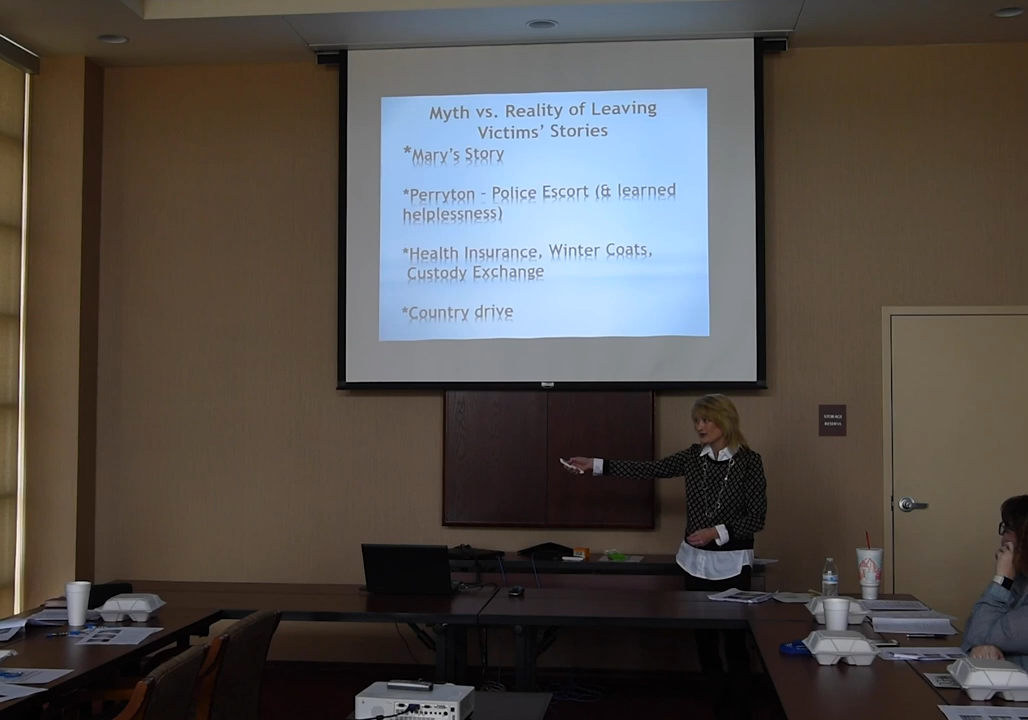 Myth vs. Reality of Leaving
Victims' Stories
*Mary's Story
*Perryton - Police Escort (& learned
helplessness)
*Health Insurance, Winter Coats,
Custody Exchange
*Country drive
STORAGE